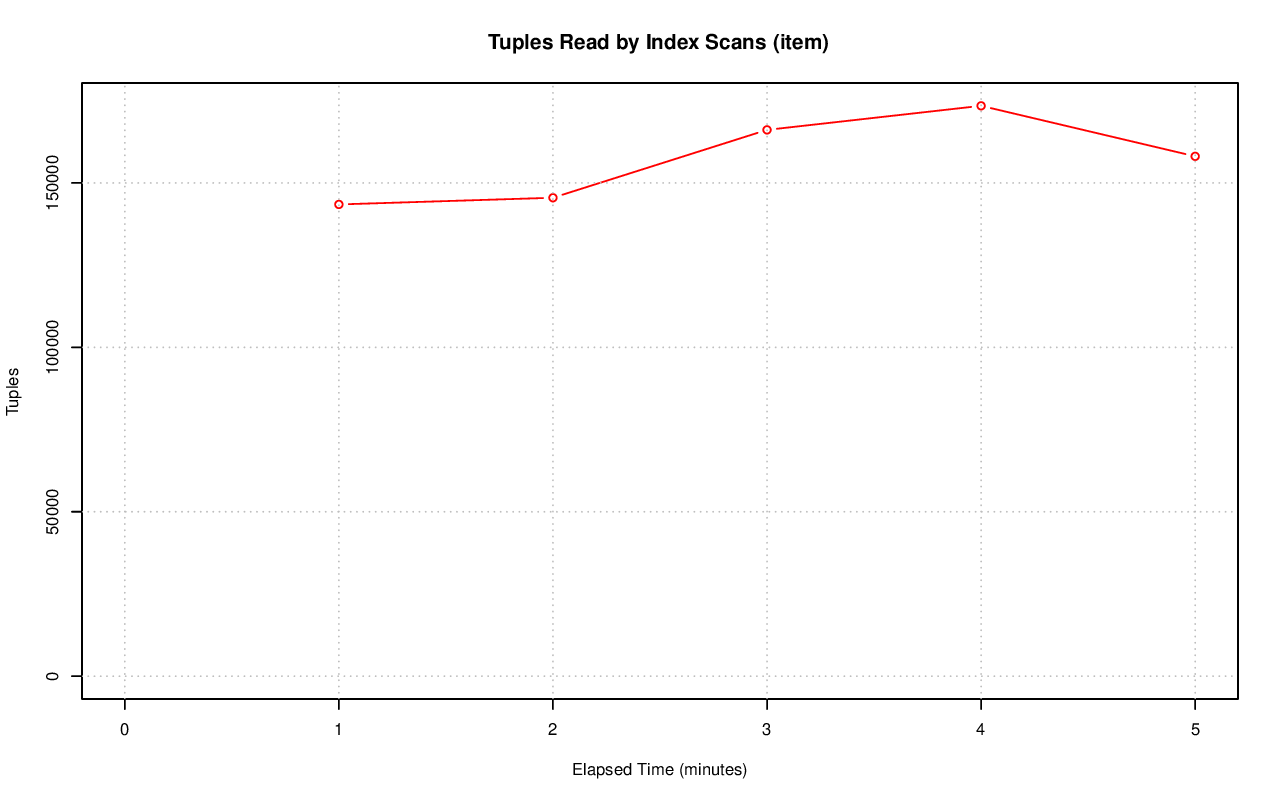 Tuples Read by Index Scans (item)
Tuples
150000
100000
50000
0
0 1 2 3 4 5
Elapsed Time (minutes)